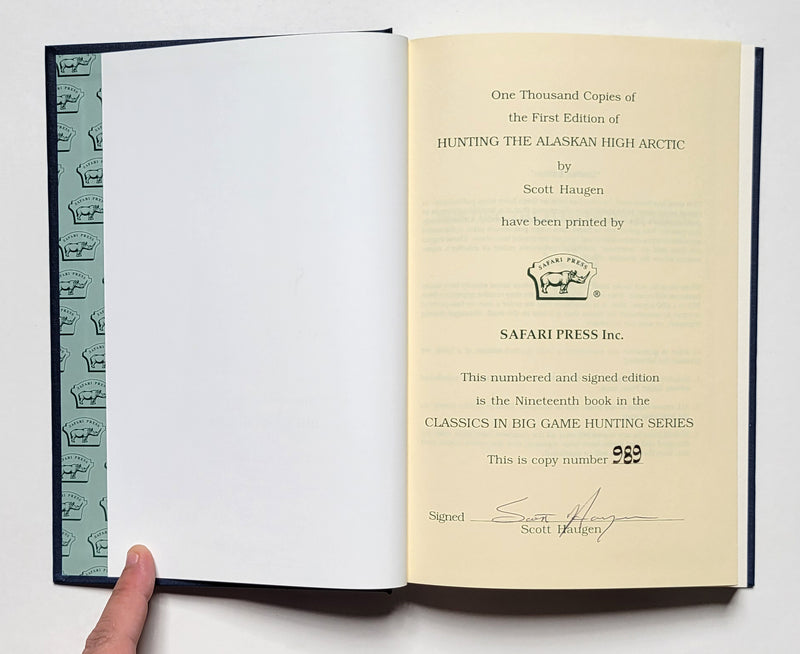 One Thousand Copies of
the First Edition of
HUNTING THE ALASKAN HIGH ARCTIC
by
Scott Haugen
have been printed by
SAFARI PRESS
®
SAFARI PRESS Inc.
This numbered and signed edition
is the Nineteenth book in the
CLASSICS IN BIG GAME HUNTING SERIES
This is copy number 989
Signed Scott Haugen
Scott Haugen